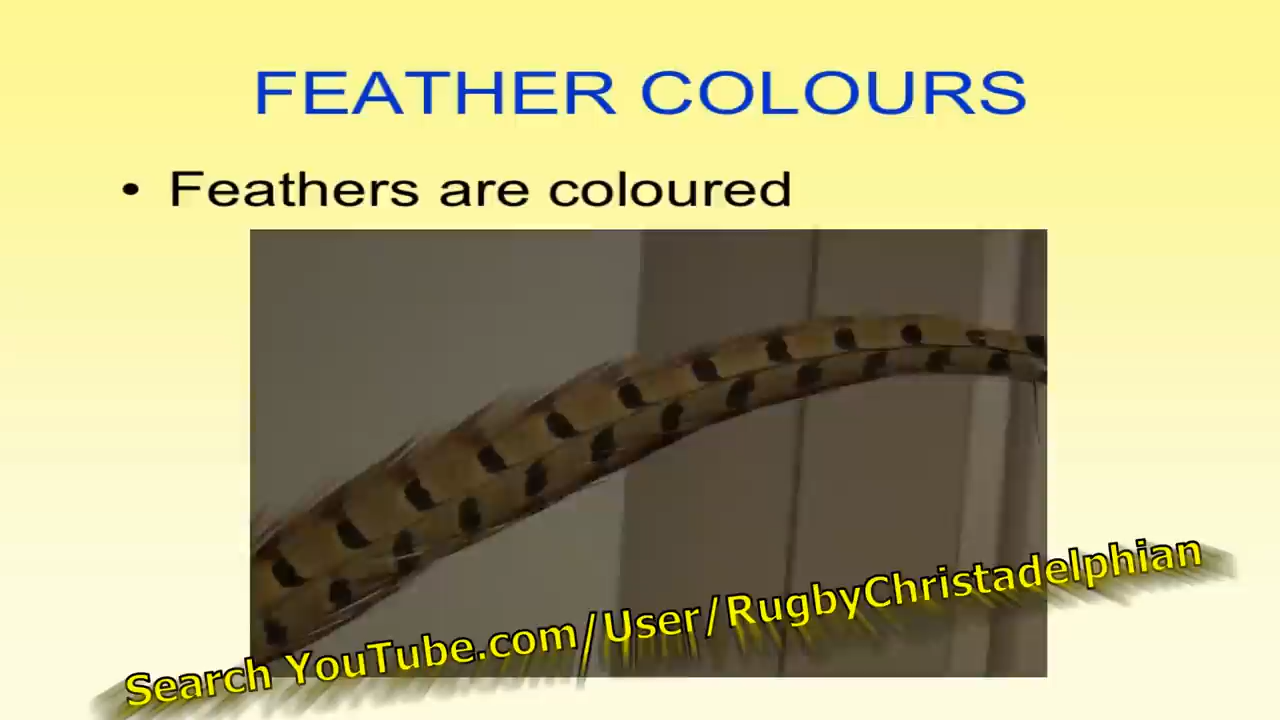 FEATHER COLOURS
• Feathers are coloured
Search YouTube.com/User/RugbyChristadelphian